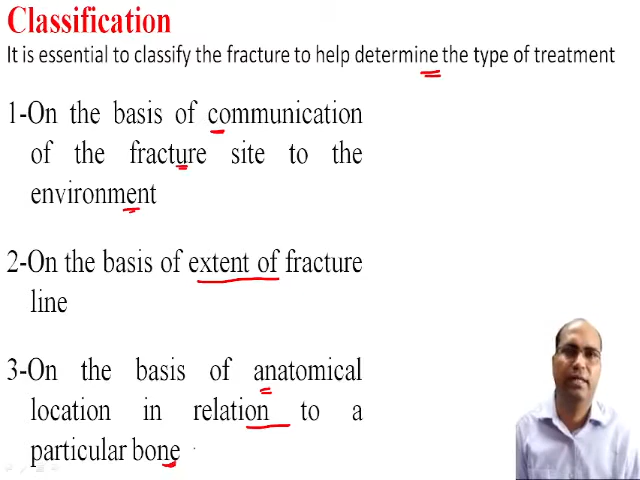 Classification
It is essential to classify the fracture to help determine the type of treatment
1-On the basis of communication
of the fracture site to the
environment
2-On the basis of extent of fracture
line
3-On the basis of anatomical
location in relation to a
particular bone